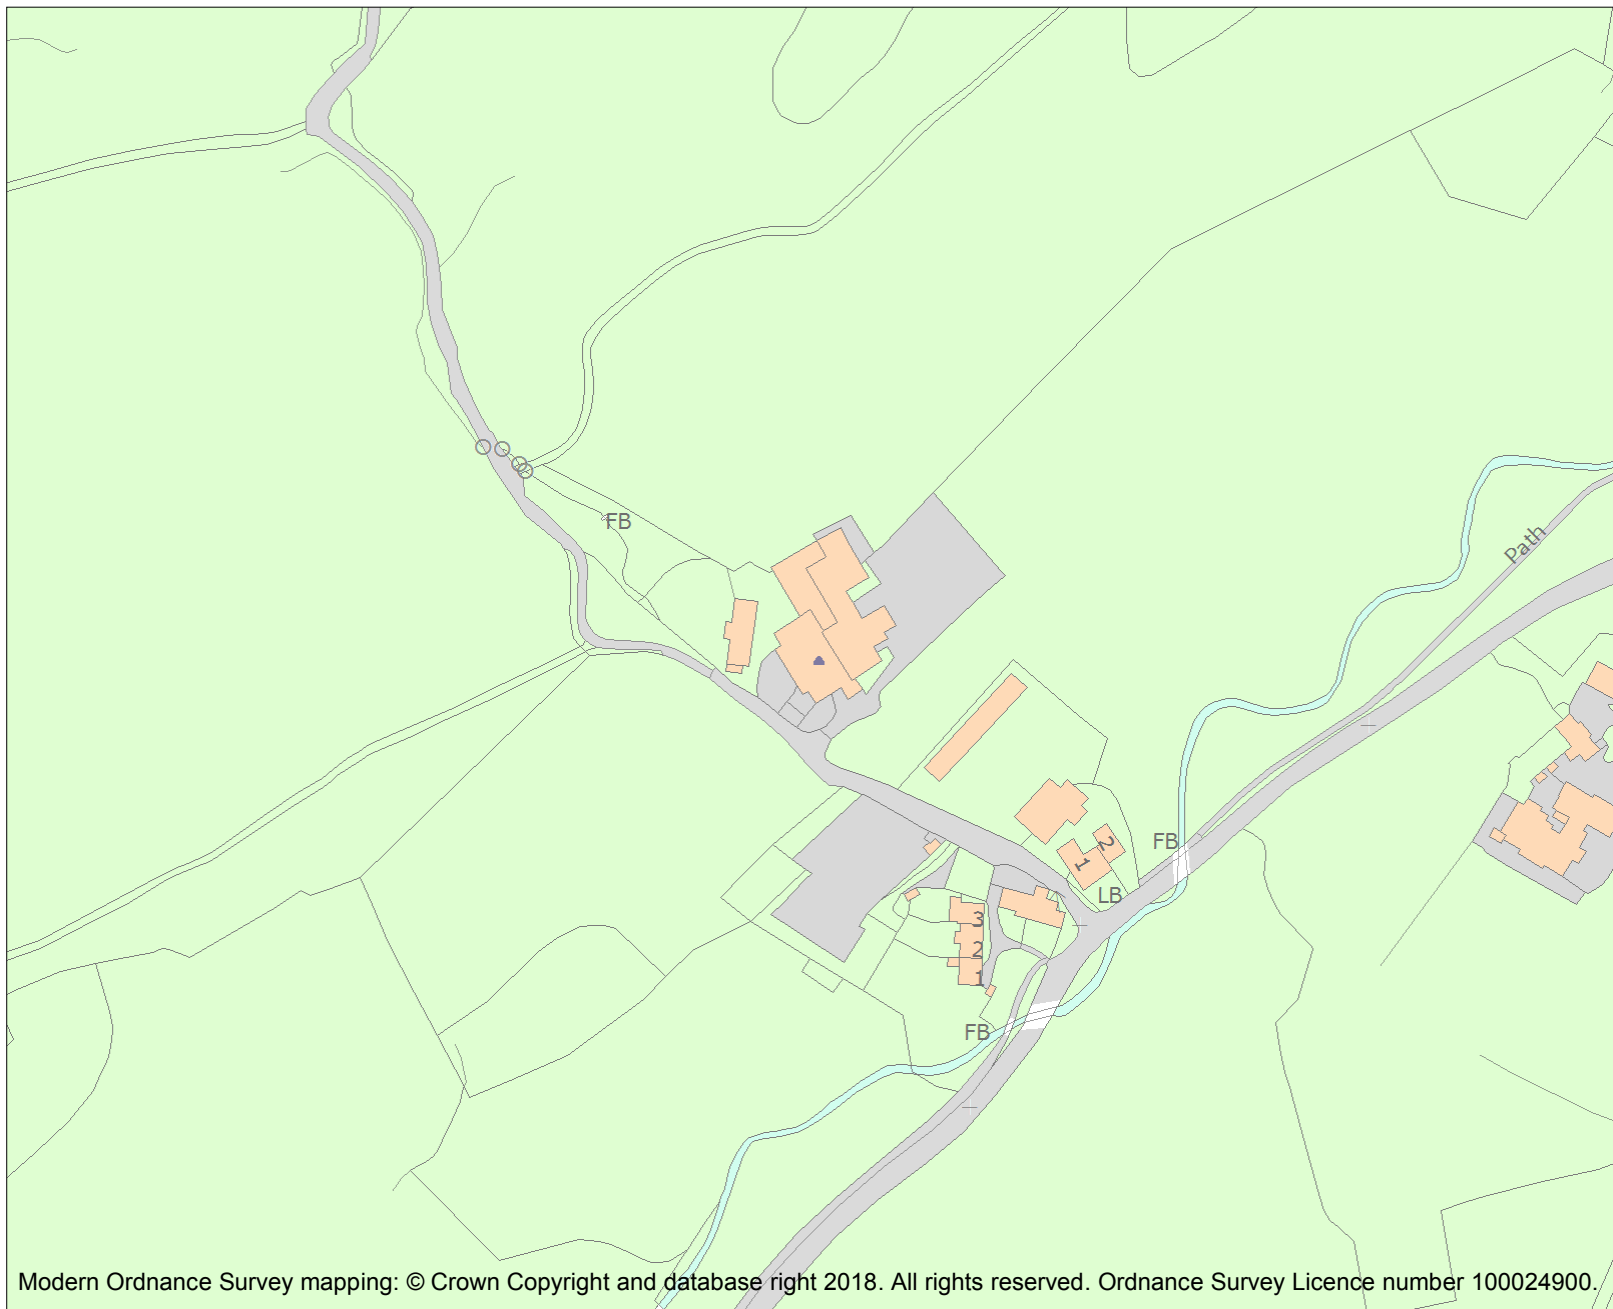 FB
Path
FB
2
1
LB
3
2
1
FB
Modern Ordnance Survey mapping: © Crown Copyright and database right 2018. All rights reserved. Ordnance Survey Licence number 100024900.